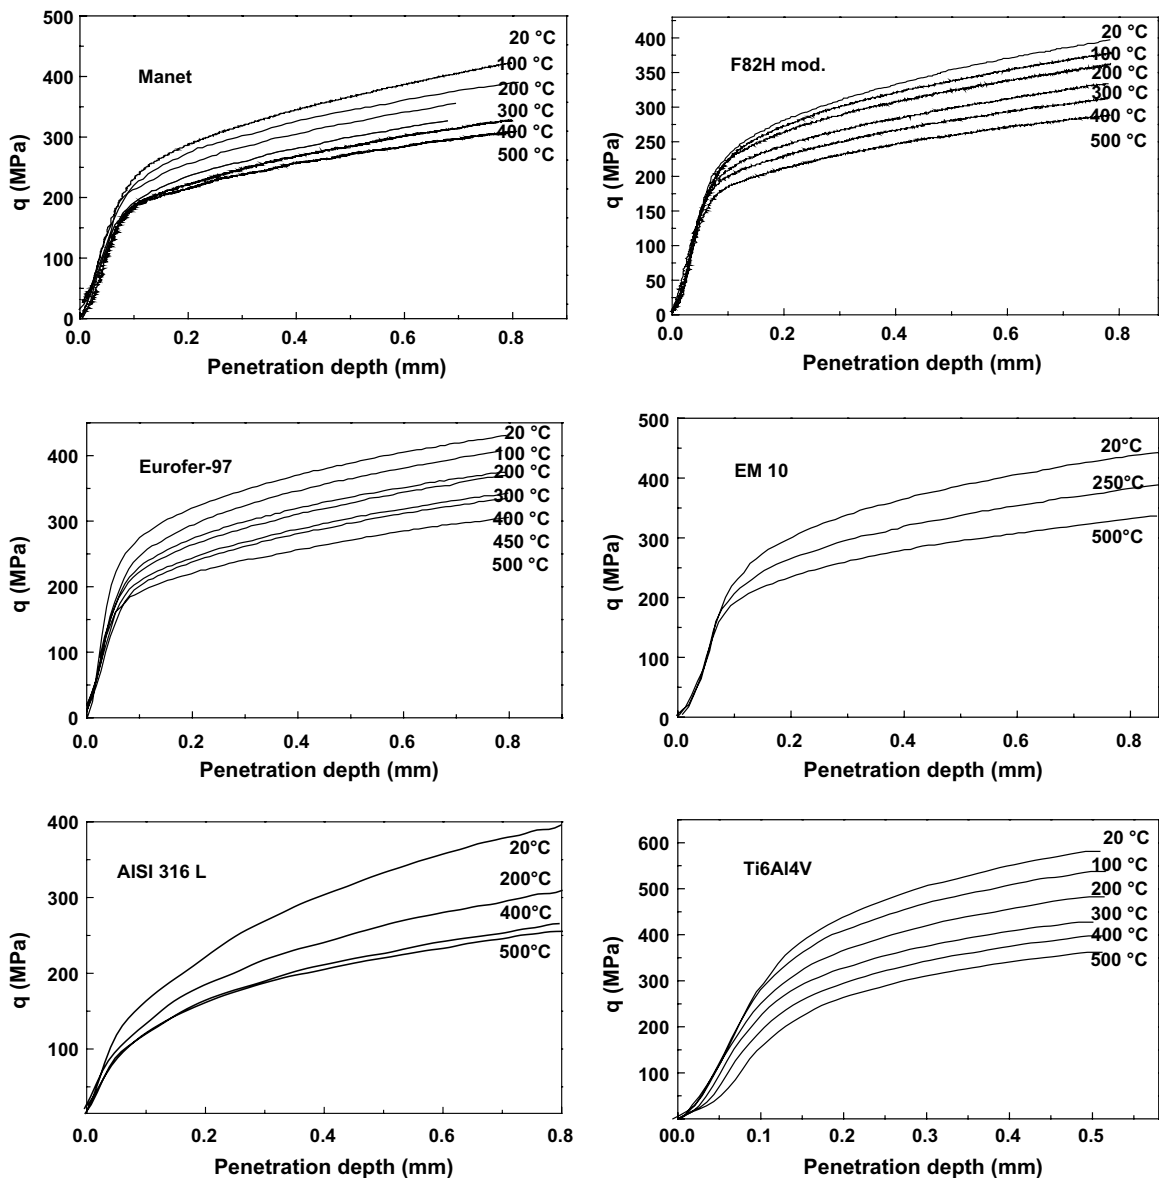 Manet
q (MPa)
500
400
300
200
100
0
20 °C
100 °C
200 °C
300 °C
400 °C
500 °C
0.0 0.2 0.4 0.6 0.8
Penetration depth (mm)
F82H mod.
q (MPa)
400
350
300
250
200
150
100
50
0
20 °C
100 °C
200 °C
300 °C
400 °C
500 °C
0.0 0.2 0.4 0.6 0.8
Penetration depth (mm)
Eurofer-97
q (MPa)
400
300
200
100
0
20 °C
100 °C
200 °C
300 °C
400 °C
450 °C
500 °C
0.0 0.2 0.4 0.6 0.8
Penetration depth (mm)
EM 10
q (MPa)
500
400
300
200
100
0
20°C
250°C
500°C
0.0 0.2 0.4 0.6 0.8
Penetration depth (mm)
AISI 316 L
q (MPa)
400
300
200
100
20°C
200°C
400°C
500°C
0.0 0.2 0.4 0.6 0.8
Penetration depth (mm)
Ti6Al4V
q (MPa)
600
500
400
300
200
100
20 °C
100 °C
200 °C
300 °C
400 °C
500 °C
00.0 0.1 0.2 0.3 0.4 0.5
Penetration depth (mm)